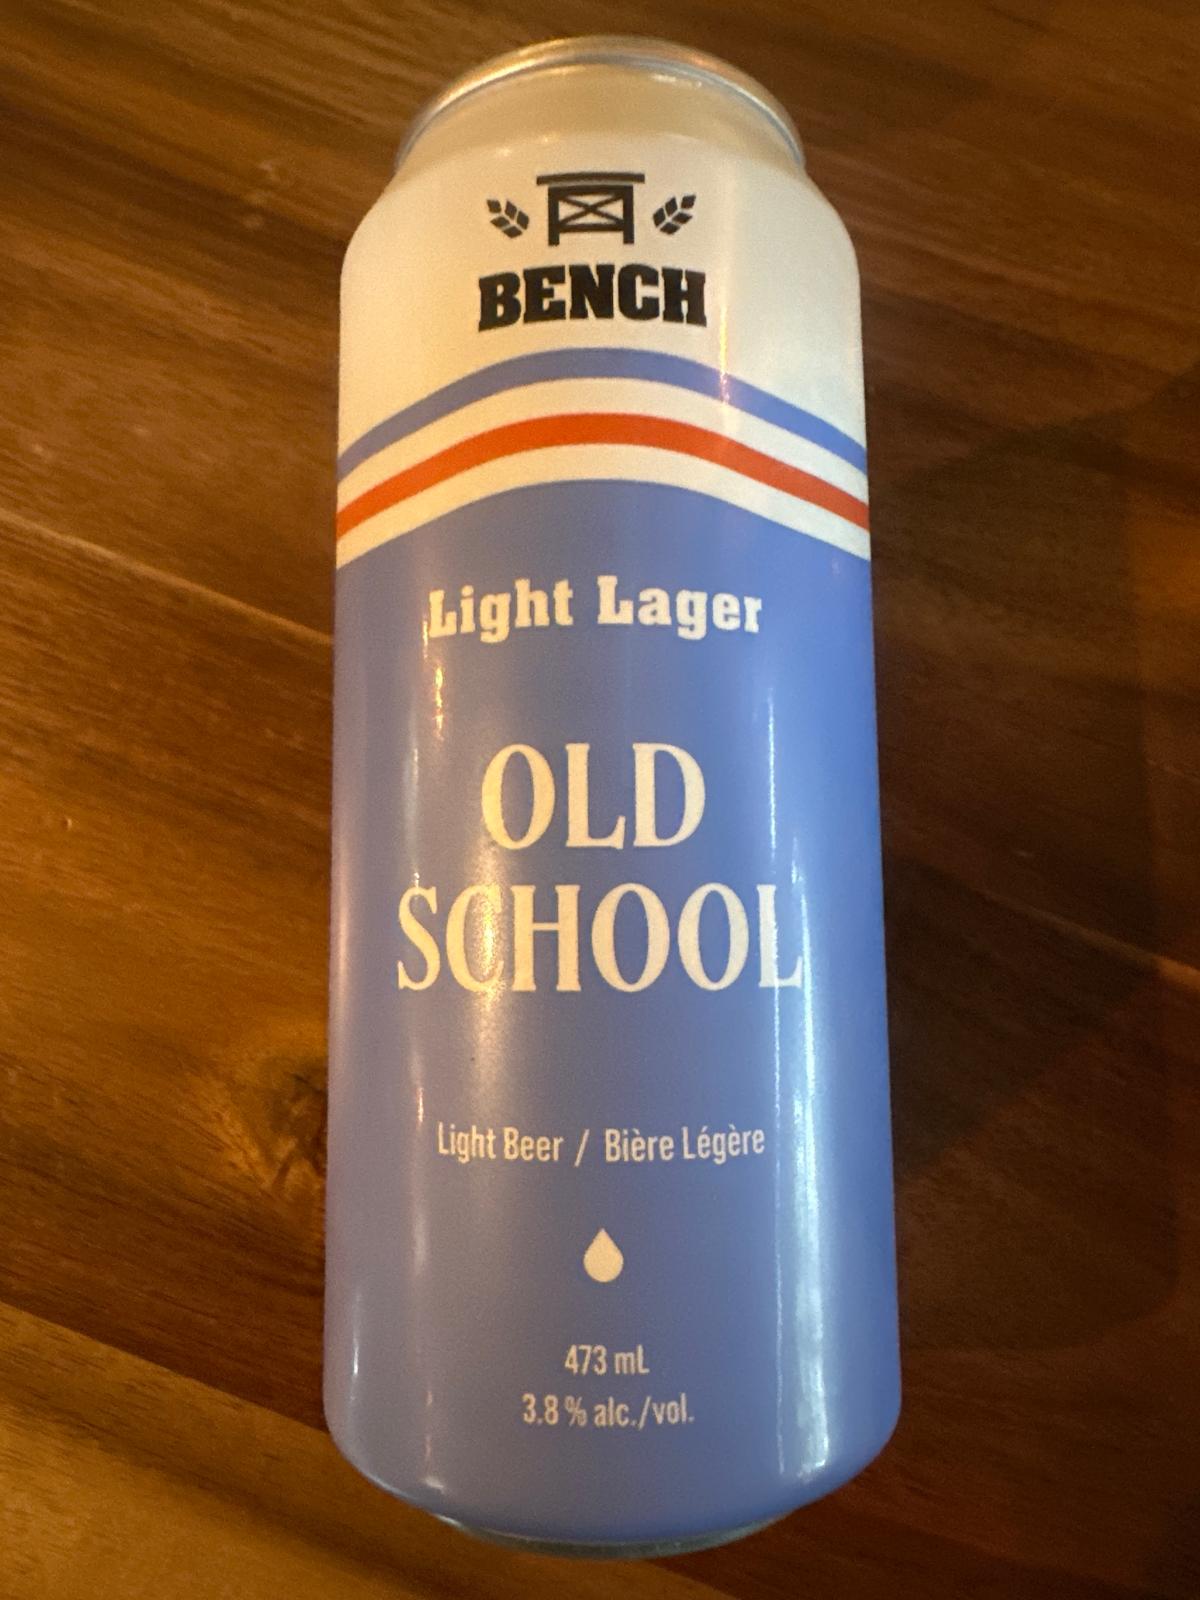 BENCH
Light Lager
OLD
SCHOOL
Light Beer / Bière Légère
473 mL
3.8 % alc./vol.